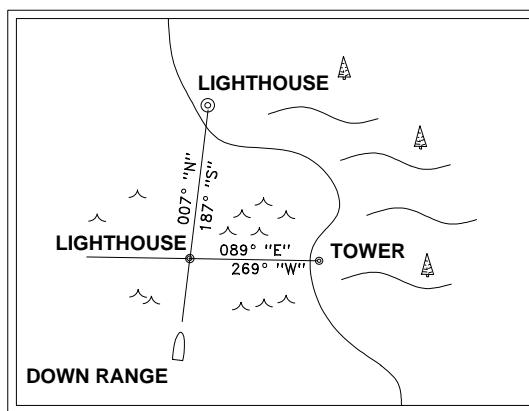 LIGHTHOUSE
007° "N"
187° "S"
LIGHTHOUSE
089° "E"
269° "W"
TOWER
DOWN RANGE